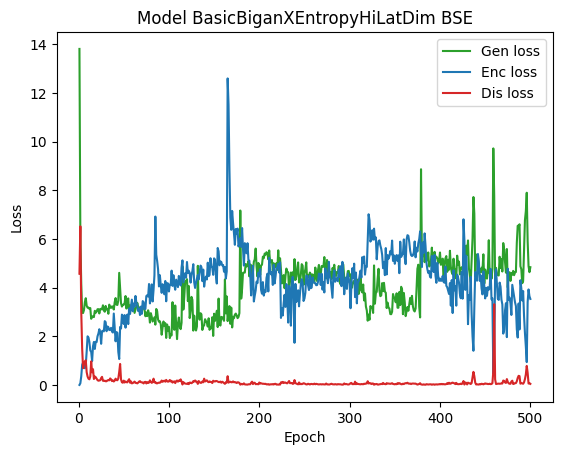 Model BasicBiganXEntropyHiLatDim BSE
Gen loss
Enc loss
Dis loss
14
12
10
8
6
4
2
0
Loss
0 100 200 300 400 500
Epoch